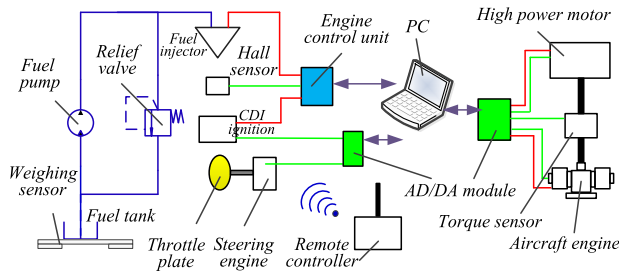 Fuel
injector
Engine
control unit
PC
High power motor
Hall
sensor
Fuel
pump
Relief
valve
CDI
ignition
Weighing
sensor
AD/DA module
Fuel tank
Torque sensor
Throttle
plate
Steering
engine
Remote
controller
Aircraft engine